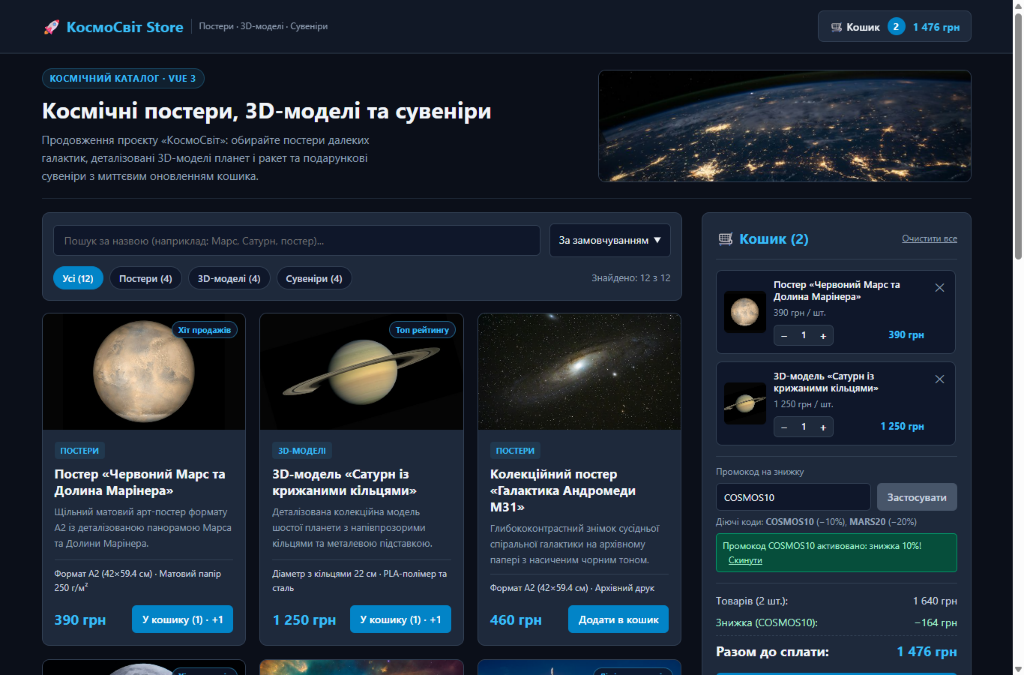 КосмоСвіт Store
Постери · 3D-моделі · Сувеніри
Кошик 2 1 476 грн
КОСМІЧНИЙ КАТАЛОГ · VUE 3
Космічні постери, 3D-моделі та сувеніри
Продовження проєкту «КосмоСвіт»: обирайте постери далеких
галактик, деталізовані 3D-моделі планет і ракет та подарункові
сувеніри з миттєвим оновленням кошика.
Пошук за назвою (наприклад: Марс, Сатурн, постер)...
За замовчуванням ▼
Усі (12)
Постери (4)
3D-моделі (4)
Сувеніри (4)
Знайдено: 12 з 12
Хіт продажів
ПОСТЕРИ
Постер «Червоний Марс та
Долина Марінера»
Щільний матовий арт-постер формату
A2 із деталізованою панорамою Марса
та Долини Марінера.
Формат A2 (42×59.4 см) · Матовий папір
250 г/м²
390 грн
У кошику (1) · +1
Топ рейтингу
3D-МОДЕЛІ
3D-модель «Сатурн із
крижаними кільцями»
Деталізована колекційна модель
шостої планети з напівпрозорими
кільцями та металевою підставкою.
Діаметр з кільцями 22 см · PLA-полімер та
сталь
1 250 грн
У кошику (1) · +1
ПОСТЕРИ
Колекційний постер
«Галактика Андромеди
M31»
Глибококонтрастний знімок сусідньої
спіральної галактики на архівному
папері з насиченим чорним тоном.
Формат A2 (42×59.4 см) · Архівний друк
460 грн
Додати в кошик
Кошик (2)
Очистити все
Постер «Червоний Марс та
Долина Марінера»
390 грн / шт.
− 1 +
390 грн
3D-модель «Сатурн із
крижаними кільцями»
1 250 грн / шт.
− 1 +
1 250 грн
Промокод на знижку
COSMOS10
Застосувати
Діючі коди: COSMOS10 (−10%), MARS20 (−20%)
Промокод COSMOS10 активовано: знижка 10%!
Скинути
Товарів (2 шт.): 1 640 грн
Знижка (COSMOS10): −164 грн
Разом до сплати: 1 476 грн